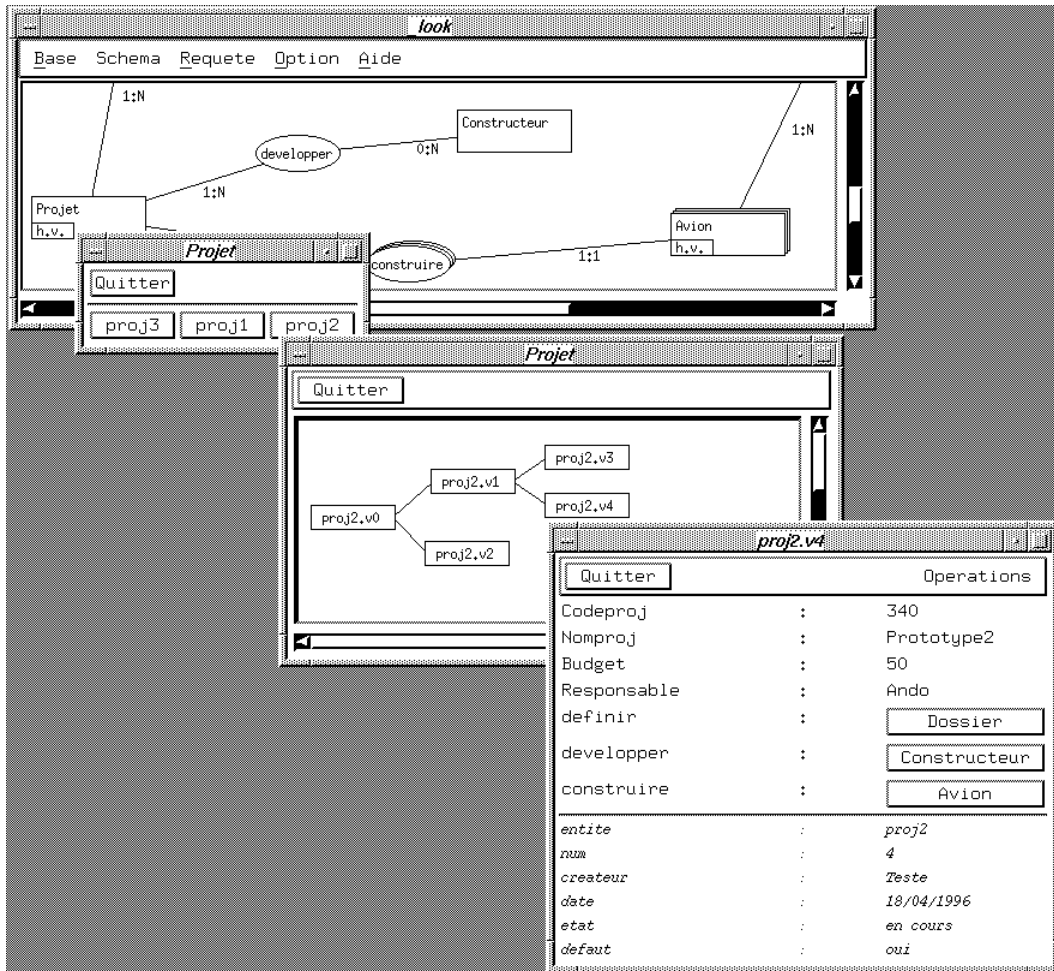 _look
Base Schema Requete Option Aide
1:N
Constructeur
1:N
developper
0:N
1:N
Projet
h.v.
Avion
h.v.
construire
1:1
Projet
Quitter
proj3 proj1 proj2
Projet
Quitter
proj2.v3
proj2.v1
proj2.v4
proj2.v0
proj2.v2
proj2.v4
Quitter Operations
Codeproj : 340
Nomproj : Prototype2
Budget : 50
Responsable : Ando
definir : Dossier
developper : Constructeur
construire : Avion
entite : proj2
num : 4
createur : Teste
date : 18/04/1996
etat : en cours
defaut : oui